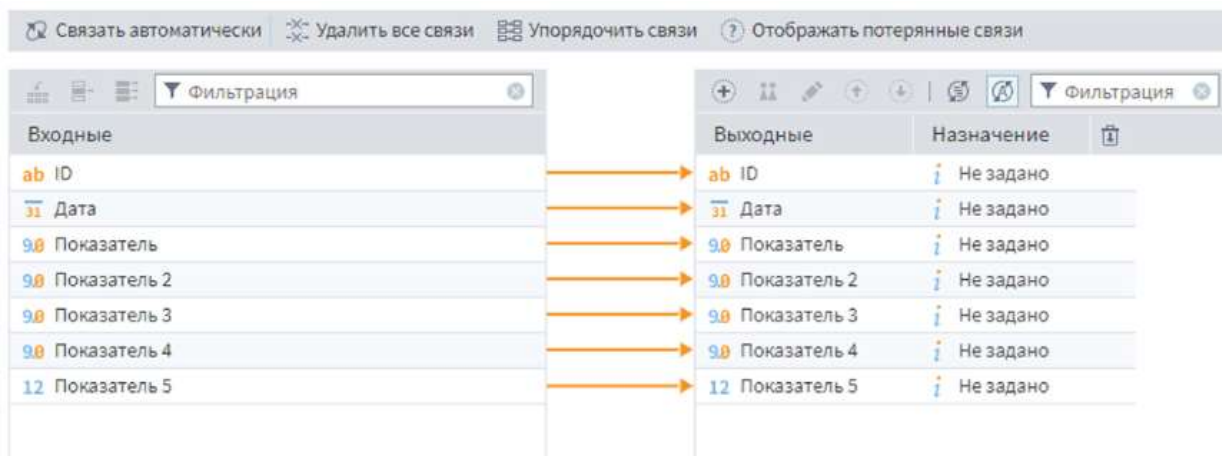 Связать автоматически Удалить все связи Упорядочить связи ? Отображать потерянные связи
Фильтрация Фильтрация
Входные Выходные Назначение
ab ID ab ID i Не задано
31 Дата 31 Дата i Не задано
9.0 Показатель 9.0 Показатель i Не задано
9.0 Показатель 2 9.0 Показатель 2 i Не задано
9.0 Показатель 3 9.0 Показатель 3 i Не задано
9.0 Показатель 4 9.0 Показатель 4 i Не задано
12 Показатель 5 12 Показатель 5 i Не задано